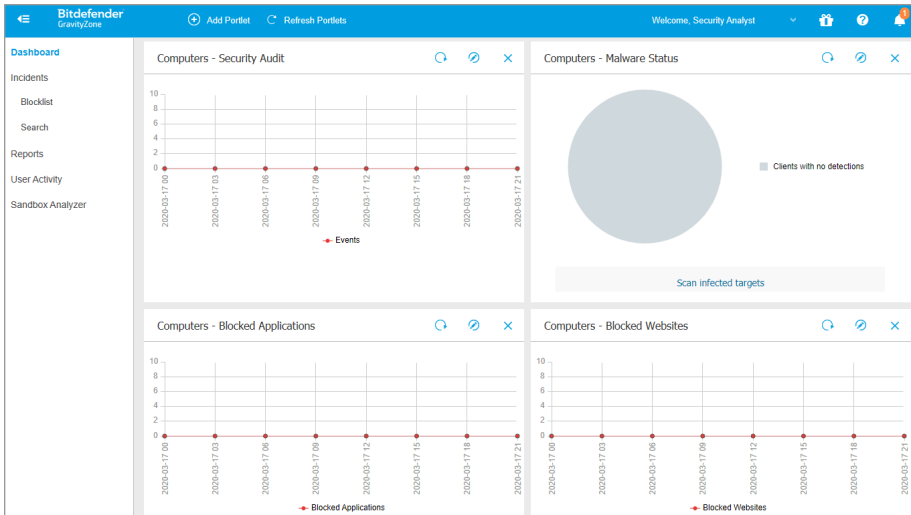 Bitdefender
GravityZone
Add Portlet
Refresh Portlets
Welcome, Security Analyst
1
Dashboard
Incidents
Blocklist
Search
Reports
User Activity
Sandbox Analyzer
Computers - Security Audit
10
8
6
4
2
0
2020-03-17 00
2020-03-17 03
2020-03-17 06
2020-03-17 09
2020-03-17 12
2020-03-17 15
2020-03-17 18
2020-03-17 21
Events
Computers - Malware Status
Clients with no detections
Scan infected targets
Computers - Blocked Applications
10
8
6
4
2
0
2020-03-17 00
2020-03-17 03
2020-03-17 06
2020-03-17 09
2020-03-17 12
2020-03-17 15
2020-03-17 18
2020-03-17 21
Blocked Applications
Computers - Blocked Websites
10
8
6
4
2
0
2020-03-17 00
2020-03-17 03
2020-03-17 06
2020-03-17 09
2020-03-17 12
2020-03-17 15
2020-03-17 18
2020-03-17 21
Blocked Websites